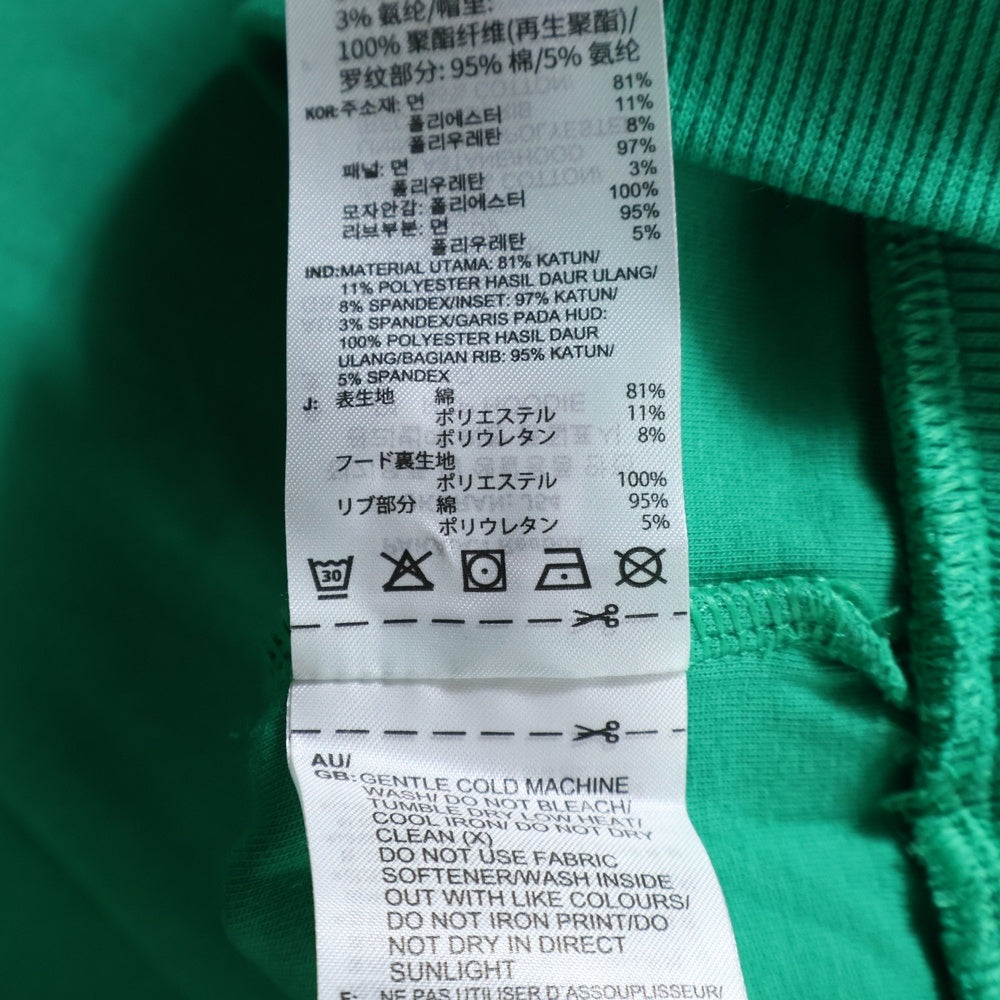 3% 氨纶/帽里:
100% 聚酯纤维(再生聚酯)/
罗纹部分: 95% 棉/5% 氨纶
KOR: 주소재: 면 81%
폴리에스터 11%
폴리우레탄 8%
패널: 면 97%
폴리우레탄 3%
모자안감: 폴리에스터 100%
리브부분: 면 95%
폴리우레탄 5%
IND: MATERIAL UTAMA: 81% KATUN/
11% POLYESTER HASIL DAUR ULANG/
8% SPANDEX/INSET: 97% KATUN/
3% SPANDEX/GARIS PADA HUD:
100% POLYESTER HASIL DAUR
ULANG/BAGIAN RIB: 95% KATUN/
5% SPANDEX
J: 表生地 綿 81%
ポリエステル 11%
ポリウレタン 8%
フード裏生地
ポリエステル 100%
リブ部分 綿 95%
ポリウレタン 5%
30
AU/
GB: GENTLE COLD MACHINE
WASH/ DO NOT BLEACH/
TUMBLE DRY LOW HEAT/
COOL IRON/ DO NOT DRY
CLEAN (X)
DO NOT USE FABRIC
SOFTENER/WASH INSIDE
OUT WITH LIKE COLOURS/
DO NOT IRON PRINT/DO
NOT DRY IN DIRECT
SUNLIGHT
F: NE PAS UTILISER D'ASSOUPLISSEUR/